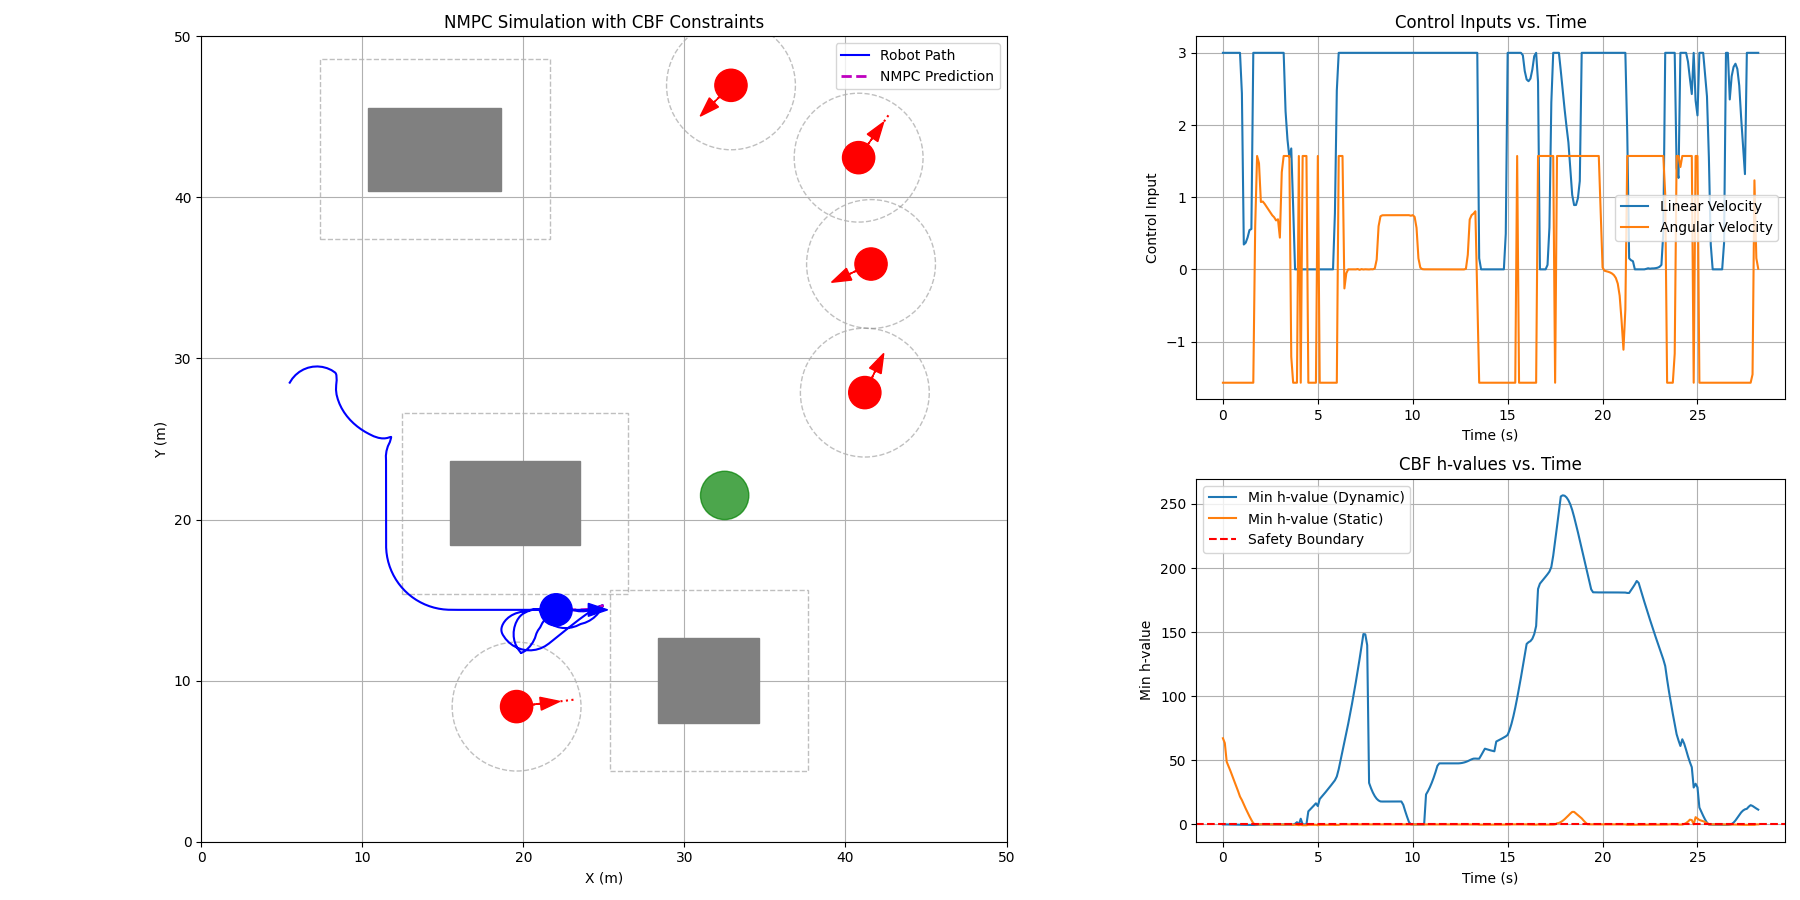 NMPC Simulation with CBF Constraints
Robot Path
NMPC Prediction
50
40
30
20
10
0
Y (m)
0 10 20 30 40 50
X (m)
Control Inputs vs. Time
3
2
1
0
−1
Control Input
Linear Velocity
Angular Velocity
0 5 10 15 20 25
Time (s)
CBF h-values vs. Time
Min h-value (Dynamic)
Min h-value (Static)
Safety Boundary
250
200
150
100
50
0
Min h-value
0 5 10 15 20 25
Time (s)